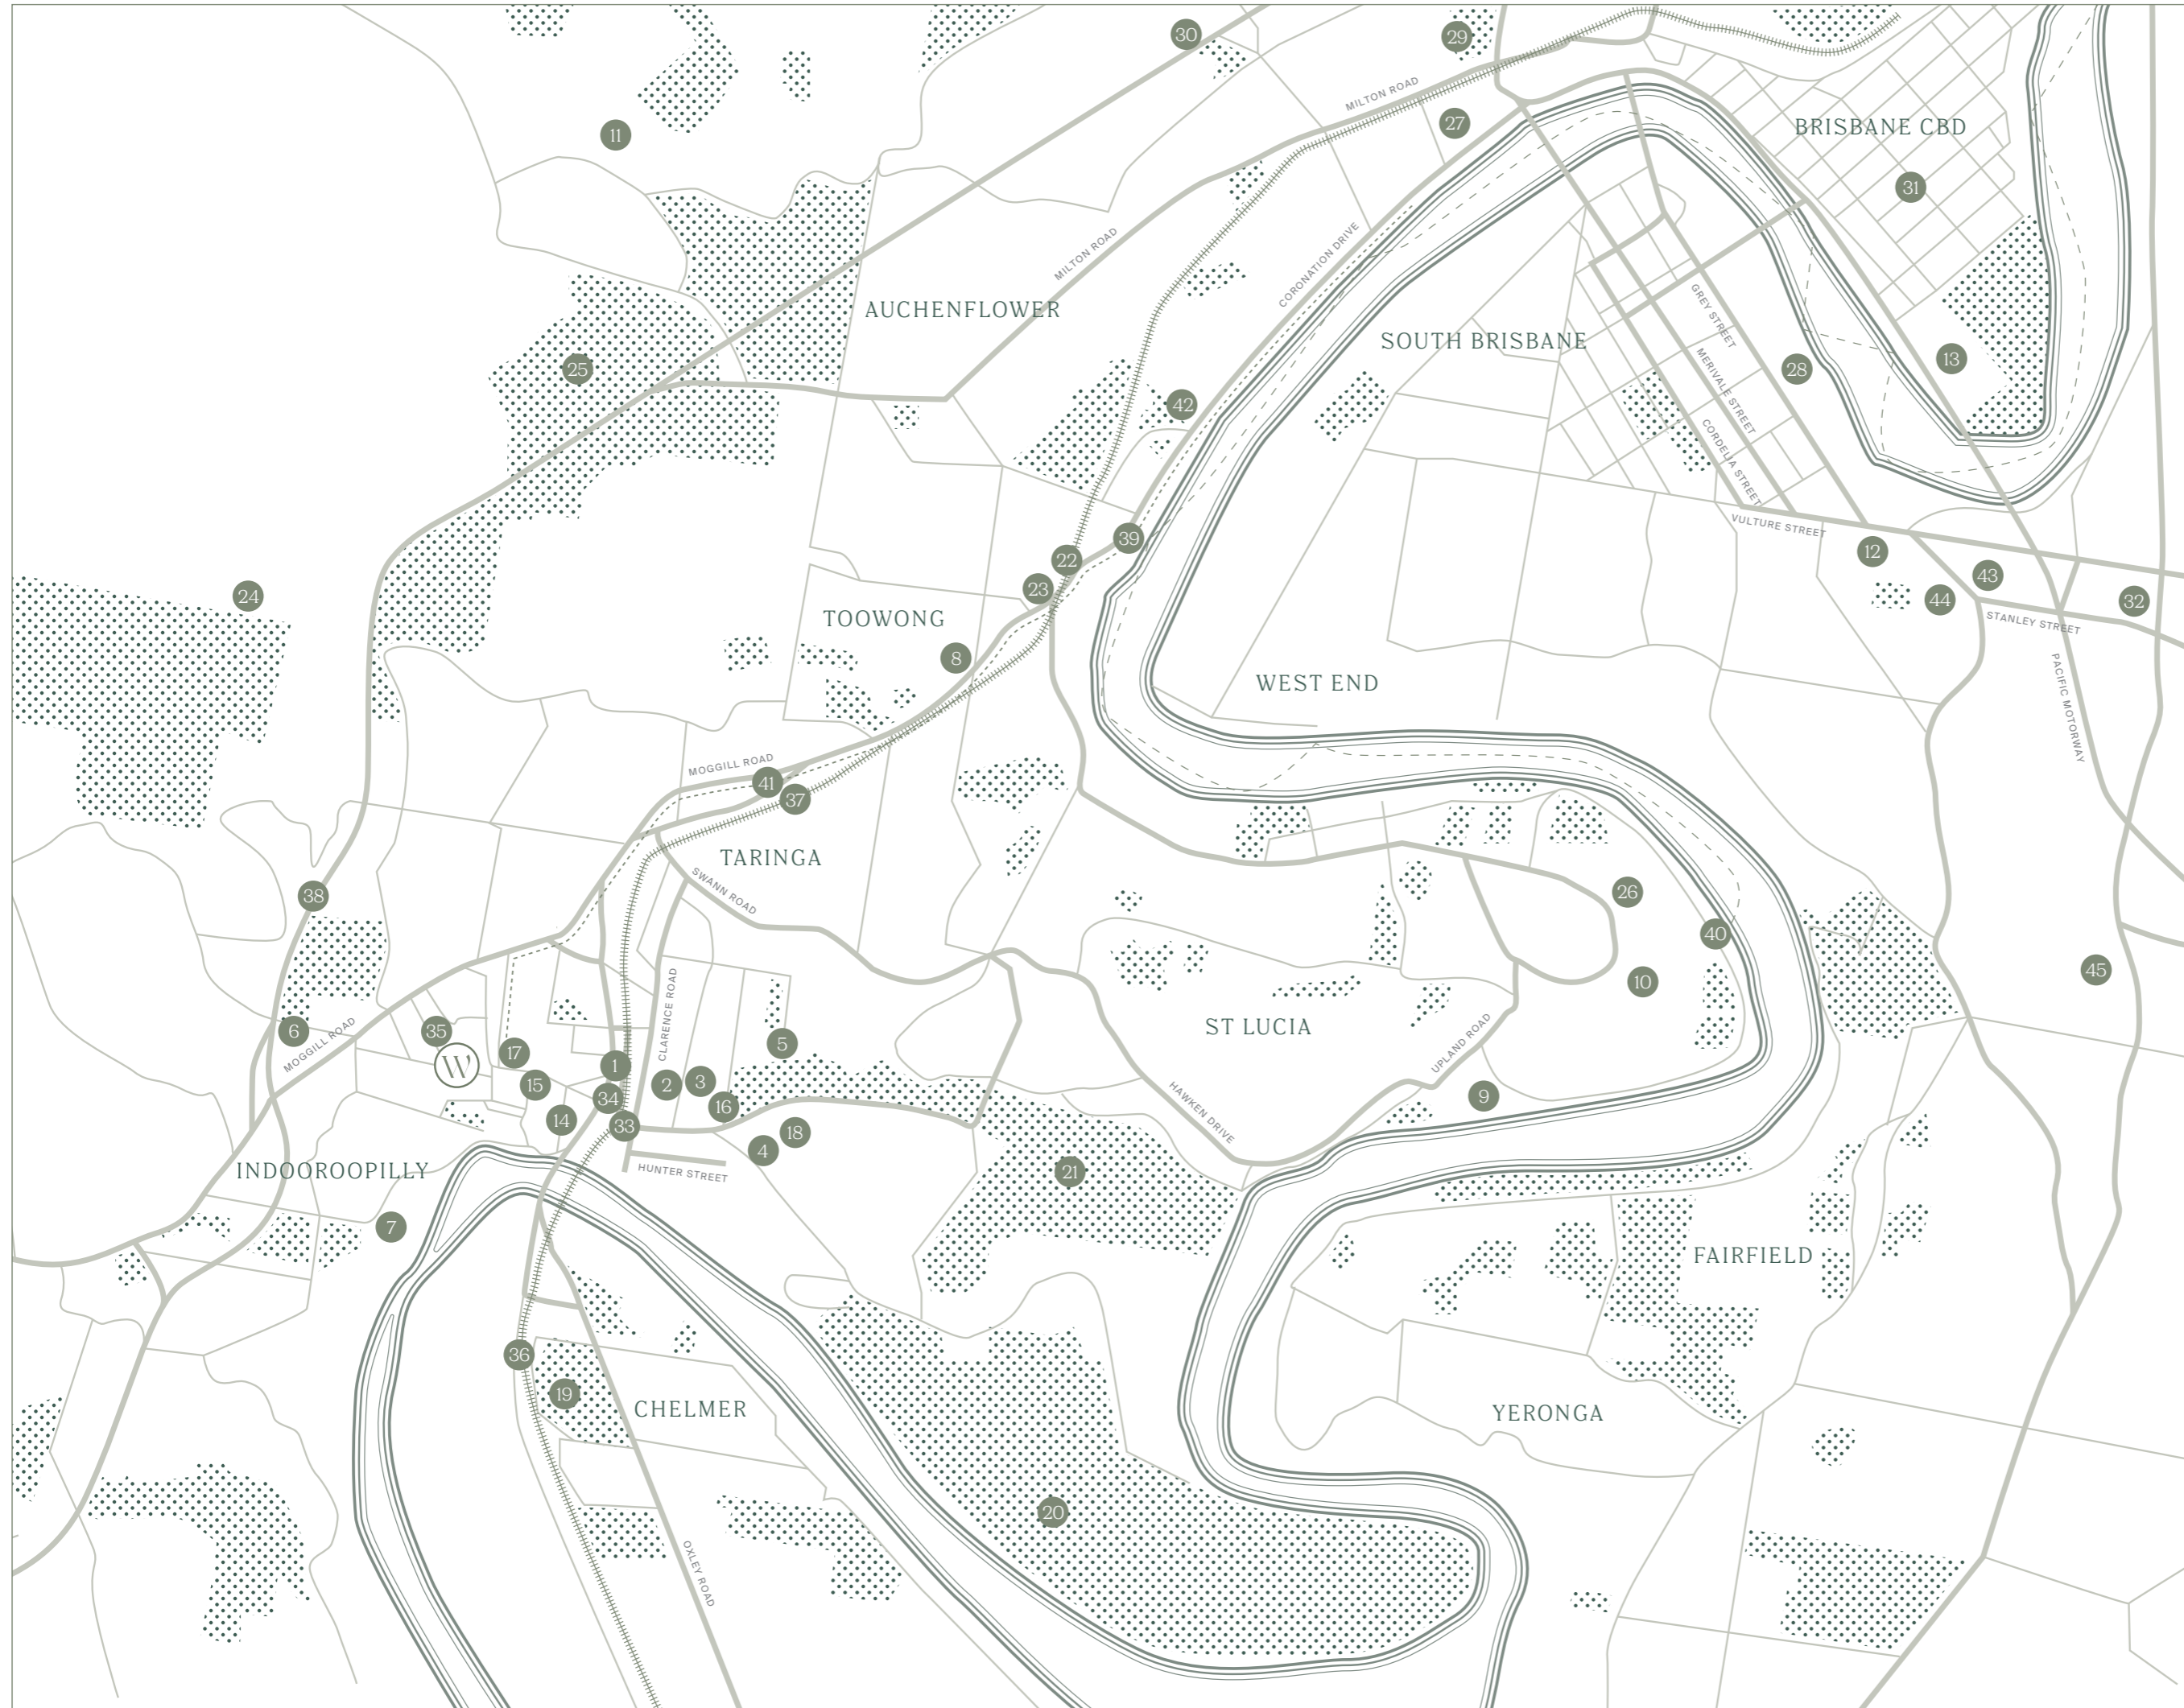 30
29
MILTON ROAD
27
BRISBANE CBD
11
31
MILTON ROAD
CORONATION DRIVE
AUCHENFLOWER
SOUTH BRISBANE
GREY STREET
MERIVALE STREET
CORDELIA STREET
28
13
25
42
VULTURE STREET
39
22
12
23
43
24
44
32
STANLEY STREET
TOOWONG
8
WEST END
PACIFIC MOTORWAY
MOGGILL ROAD
41
37
TARINGA
SWANN ROAD
38
26
40
45
10
CLARENCE ROAD
ST LUCIA
UPLAND ROAD
6
MOGGILL ROAD
35
W
17
1
5
15
2
3
34
16
9
14
33
18
4
HAWKEN DRIVE
INDOOROOPILLY
HUNTER STREET
21
7
FAIRFIELD
36
19
CHELMER
YERONGA
20
OXLEY ROAD